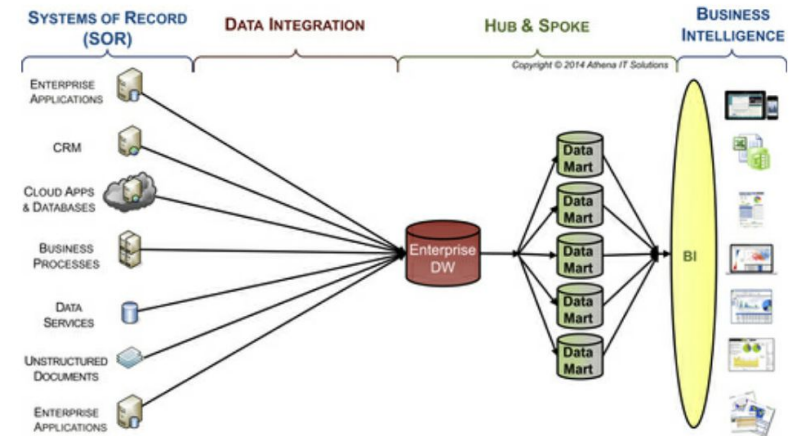 SYSTEMS OF RECORD
(SOR)
DATA INTEGRATION
HUB & SPOKE
BUSINESS
INTELLIGENCE
Copyright © 2014 Athena IT Solutions
ENTERPRISE
APPLICATIONS
CRM
CLOUD APPS
& DATABASES
BUSINESS
PROCESSES
DATA
SERVICES
UNSTRUCTURED
DOCUMENTS
ENTERPRISE
APPLICATIONS
Enterprise
DW
Data
Mart
Data
Mart
Data
Mart
Data
Mart
Data
Mart
BI